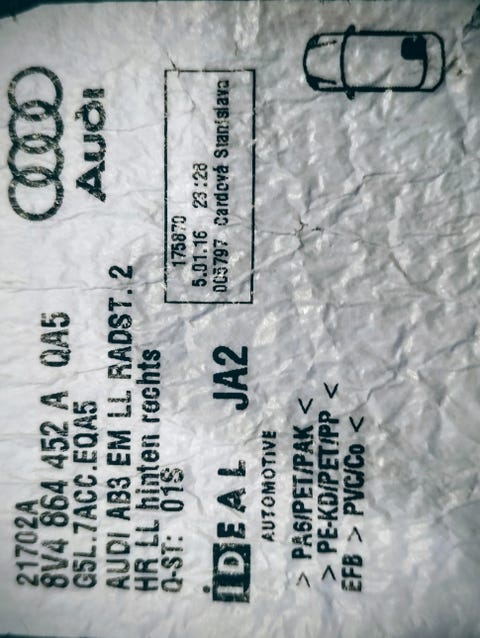 Audi
175870
5.01.16 23:28
005797 Cardová Stanislava
21702A
8V4 864 452 A QA5
G5L.7ACC.EQA5
AUDI AB3 EM LL RADST.2
HR LL hinten rechts
Q-ST: 01S
iDEAL JA2
AUTOMOTIVE
> PA6/PET/PAK <
> PE-KD/PET/PP <
EFB > PVC/Co <